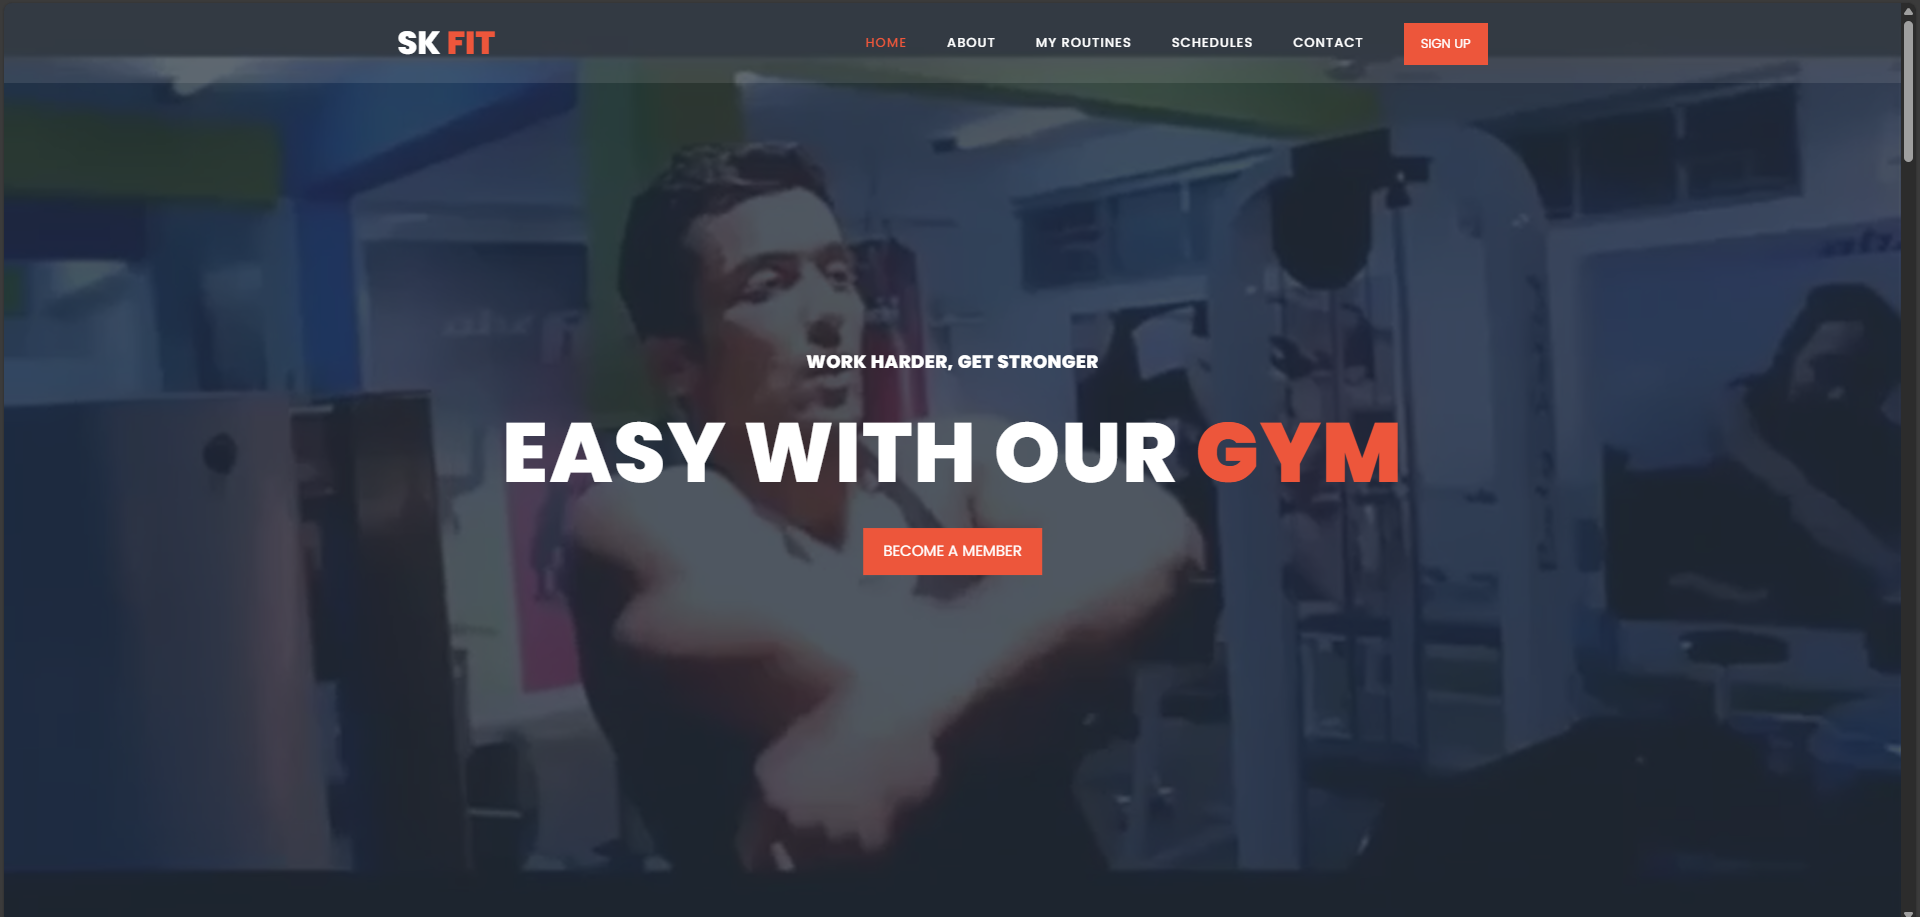 SK FIT
HOME
ABOUT
MY ROUTINES
SCHEDULES
CONTACT
SIGN UP
WORK HARDER, GET STRONGER
EASY WITH OUR GYM
BECOME A MEMBER